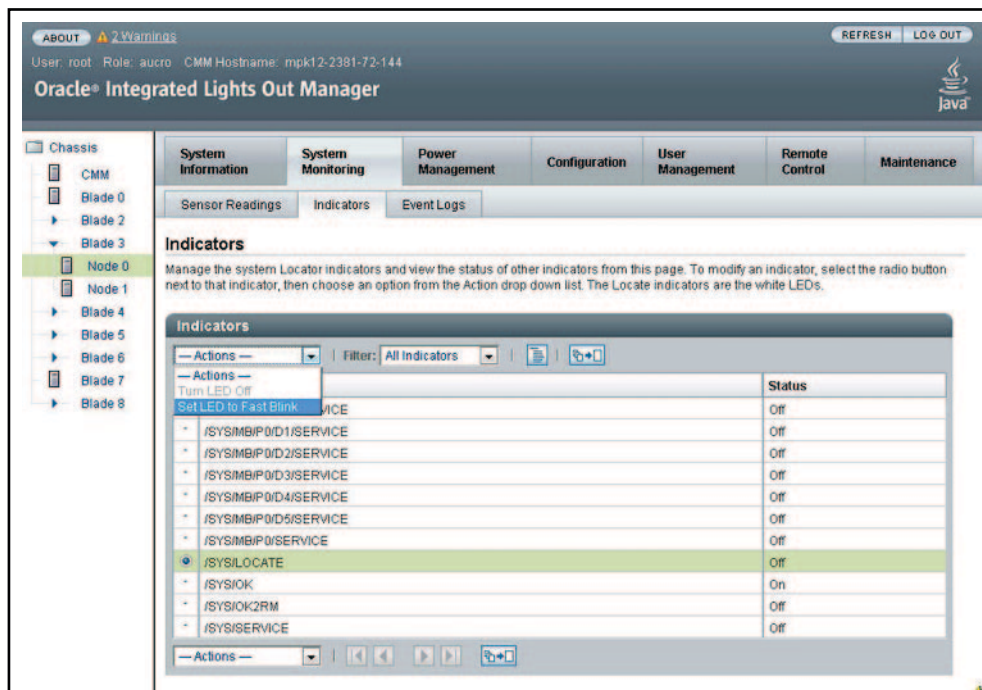 ABOUT 2 Warnings REFRESH LOG OUT
User: root Role: aucro CMM Hostname: mpk12-2381-72-144
Oracle® Integrated Lights Out Manager
Java
Chassis
CMM
Blade 0
Blade 2
Blade 3
Node 0
Node 1
Blade 4
Blade 5
Blade 6
Blade 7
Blade 8
System Information System Monitoring Power Management Configuration User Management Remote Control Maintenance
Sensor Readings Indicators Event Logs
Indicators
Manage the system Locator indicators and view the status of other indicators from this page. To modify an indicator, select the radio button
next to that indicator, then choose an option from the Action drop down list. The Locate indicators are the white LEDs.
Indicators
— Actions — Filter: All Indicators
— Actions —
Turn LED Off
Set LED to Fast Blink
Status
Off
/SYS/MB/P0/D1/SERVICE Off
/SYS/MB/P0/D2/SERVICE Off
/SYS/MB/P0/D3/SERVICE Off
/SYS/MB/P0/D4/SERVICE Off
/SYS/MB/P0/D5/SERVICE Off
/SYS/MB/P0/SERVICE Off
/SYS/LOCATE Off
/SYS/OK On
/SYS/OK2RM Off
/SYS/SERVICE Off
— Actions —